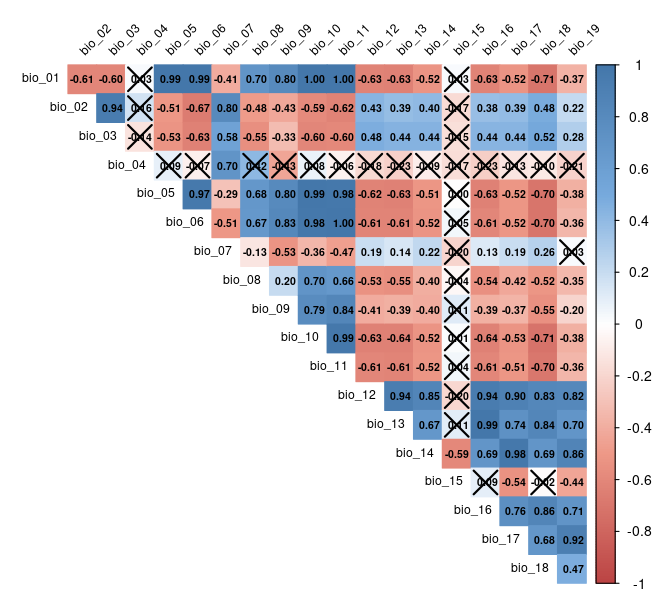 bio_02 bio_03 bio_04 bio_05 bio_06 bio_07 bio_08 bio_09 bio_10 bio_11 bio_12 bio_13 bio_14 bio_15 bio_16 bio_17 bio_18 bio_19
bio_01 -0.61 -0.60 0.03 0.99 0.99 -0.41 0.70 0.80 1.00 1.00 -0.63 -0.63 -0.52 0.03 -0.63 -0.52 -0.71 -0.37 1
bio_02 0.94 0.16 -0.51 -0.67 0.80 -0.48 -0.43 -0.59 -0.62 0.43 0.39 0.40 -0.17 0.38 0.39 0.48 0.22
bio_03 -0.14 -0.53 -0.63 0.58 -0.55 -0.33 -0.60 -0.60 0.48 0.44 0.44 -0.15 0.44 0.44 0.52 0.28 0.8
bio_04 0.09 -0.07 0.70 0.42 -0.43 0.08 -0.06 -0.18 -0.23 -0.09 -0.17 -0.23 -0.13 -0.10 -0.21
bio_05 0.97 -0.29 0.68 0.80 0.99 0.98 -0.62 -0.63 -0.51 0.00 -0.63 -0.52 -0.70 -0.38 0.6
bio_06 -0.51 0.67 0.83 0.98 1.00 -0.61 -0.61 -0.52 0.05 -0.61 -0.52 -0.70 -0.36 0.4
bio_07 -0.13 -0.53 -0.36 -0.47 0.19 0.14 0.22 -0.20 0.13 0.19 0.26 0.03
bio_08 0.20 0.70 0.66 -0.53 -0.55 -0.40 -0.04 -0.54 -0.42 -0.52 -0.35 0.2
bio_09 0.79 0.84 -0.41 -0.39 -0.40 0.11 -0.39 -0.37 -0.55 -0.20
bio_10 0.99 -0.63 -0.64 -0.52 0.01 -0.64 -0.53 -0.71 -0.38 0
bio_11 -0.61 -0.61 -0.52 0.04 -0.61 -0.51 -0.70 -0.36 -0.2
bio_12 0.94 0.85 -0.20 0.94 0.90 0.83 0.82
bio_13 0.67 0.11 0.99 0.74 0.84 0.70 -0.4
bio_14 -0.59 0.69 0.98 0.69 0.86
bio_15 0.09 -0.54 -0.02 -0.44 -0.6
bio_16 0.76 0.86 0.71
bio_17 0.68 0.92 -0.8
bio_18 0.47
-1